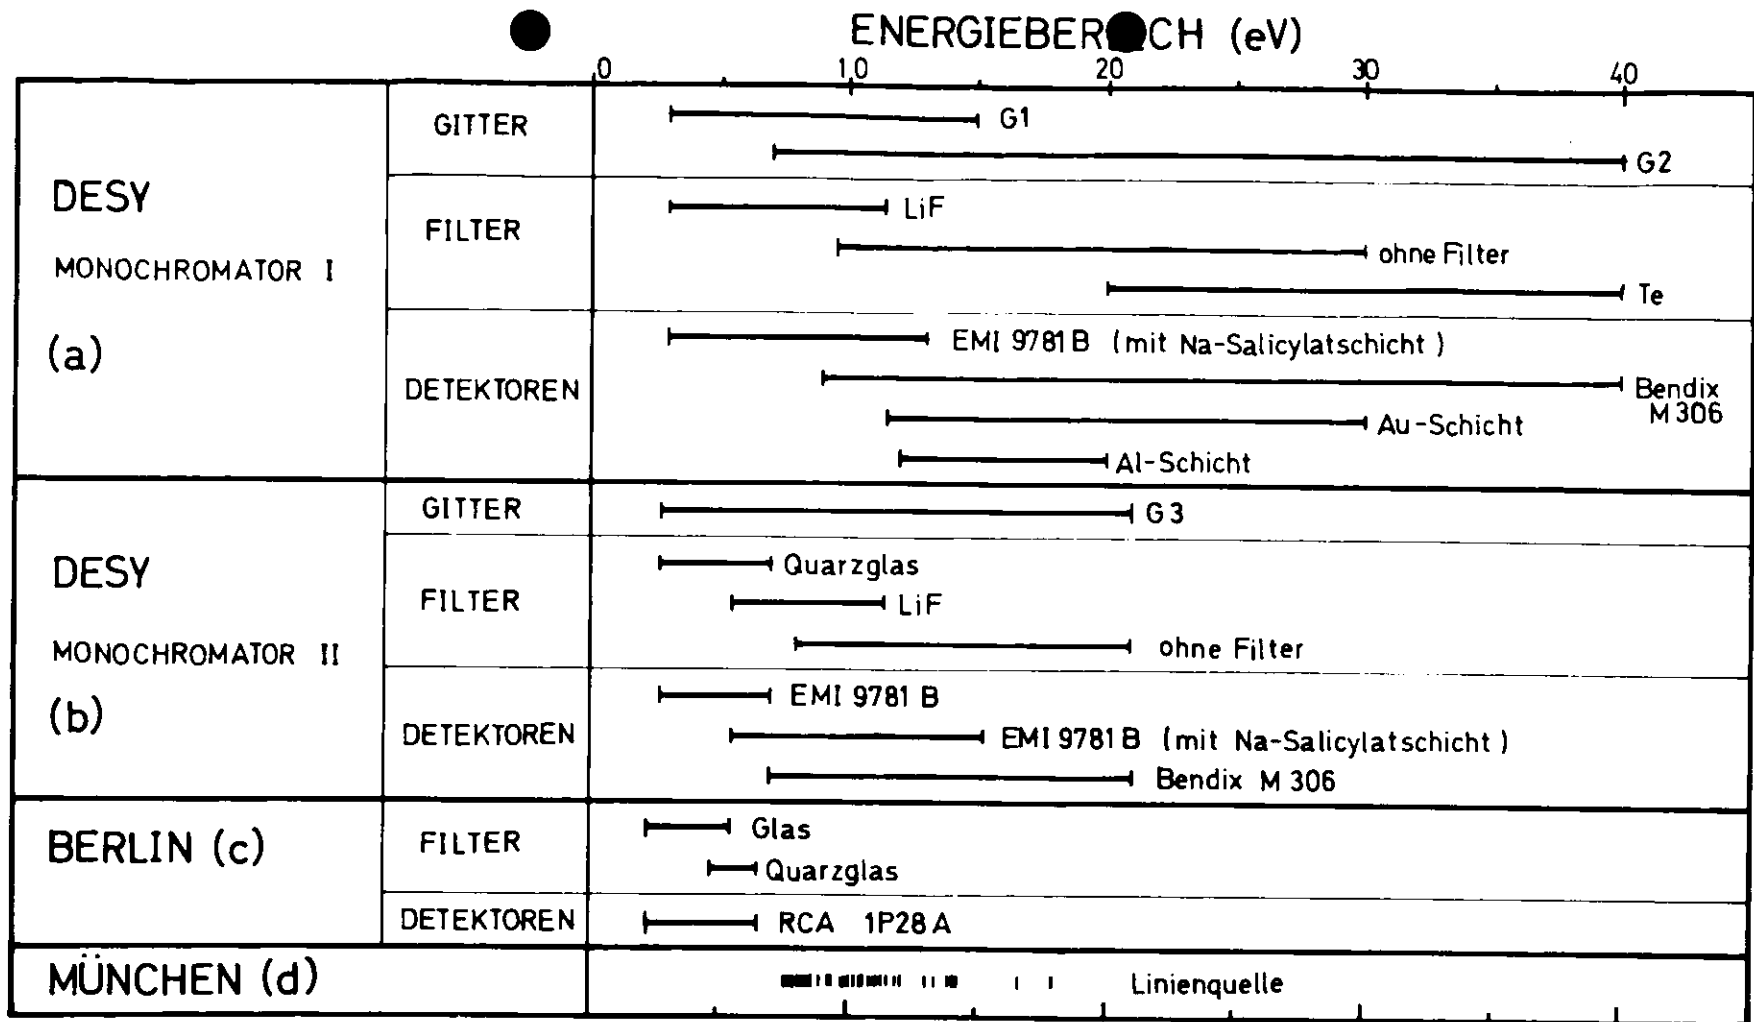 ENERGIEBER CH (eV)
0 10 20 30 40
DESY
MONOCHROMATOR I
(a)
GITTER
G1
G2
FILTER
LiF
ohne Filter
Te
DETEKTOREN
EMI 9781 B (mit Na-Salicylatschicht)
Bendix
M 306
Au-Schicht
Al-Schicht
DESY
MONOCHROMATOR II
(b)
GITTER
G3
FILTER
Quarzglas
LiF
ohne Filter
DETEKTOREN
EMI 9781 B
EMI 9781 B (mit Na-Salicylatschicht)
Bendix M 306
BERLIN (c)
FILTER
Glas
Quarzglas
DETEKTOREN
RCA 1P28 A
MÜNCHEN (d)
Linienquelle